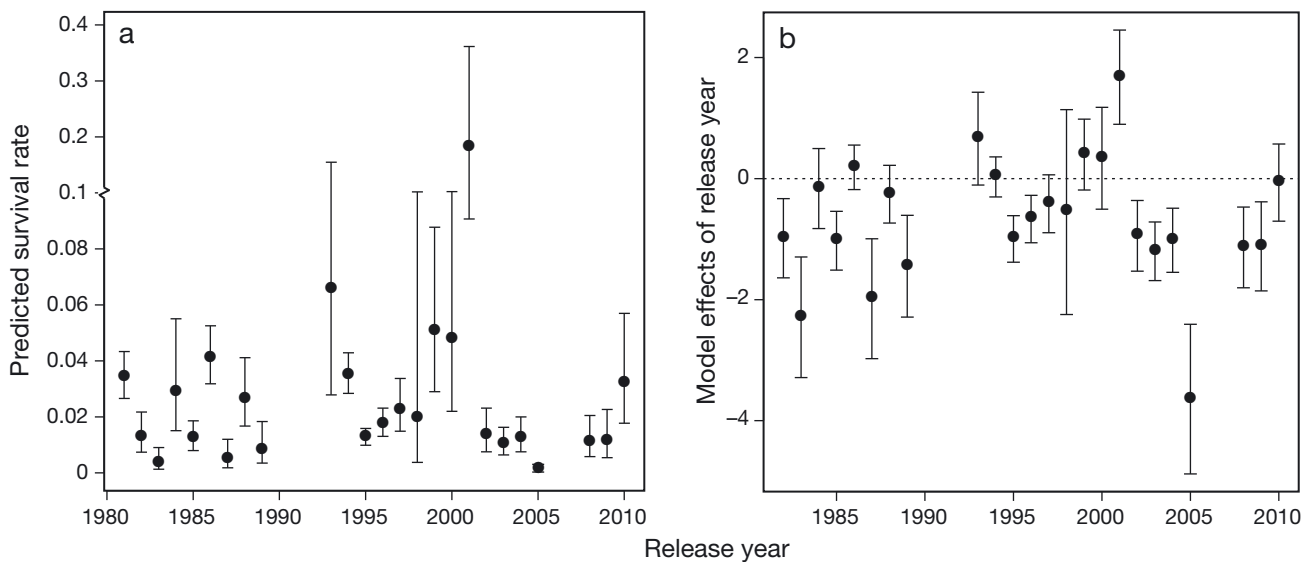 a
Predicted survival rate
0.4
0.3
0.2
0.1
0.08
0.06
0.04
0.02
0
1980 1985 1990 1995 2000 2005 2010
b
Model effects of release year
2
0
−2
−4
1985 1990 1995 2000 2005 2010
Release year